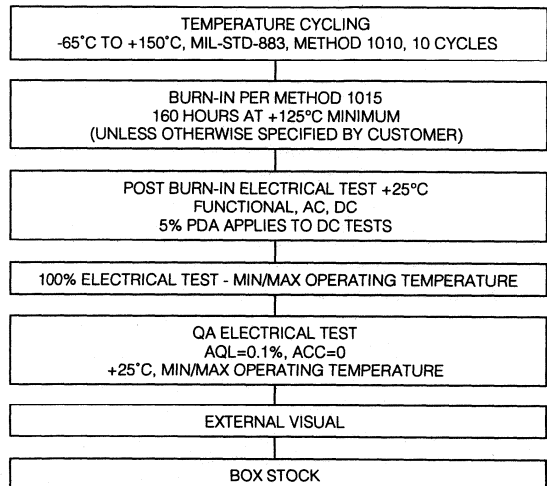 TEMPERATURE CYCLING
-65°C TO +150°C, MIL-STD-883, METHOD 1010, 10 CYCLES
BURN-IN PER METHOD 1015
160 HOURS AT +125°C MINIMUM
(UNLESS OTHERWISE SPECIFIED BY CUSTOMER)
POST BURN-IN ELECTRICAL TEST +25°C
FUNCTIONAL, AC, DC
5% PDA APPLIES TO DC TESTS
100% ELECTRICAL TEST - MIN/MAX OPERATING TEMPERATURE
QA ELECTRICAL TEST
AQL=0.1%, ACC=0
+25°C, MIN/MAX OPERATING TEMPERATURE
EXTERNAL VISUAL
BOX STOCK